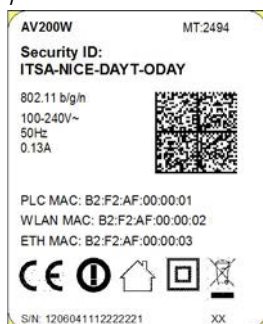 AV200W MT:2494
Security ID:
ITSA-NICE-DAYT-ODAY
802.11 b/g/n
100-240V~
50Hz
0.13A
PLC MAC: B2:F2:AF:00:00:01
WLAN MAC: B2:F2:AF:00:00:02
ETH MAC: B2:F2:AF:00:00:03
CE
S/N: 1206041112222221 XX